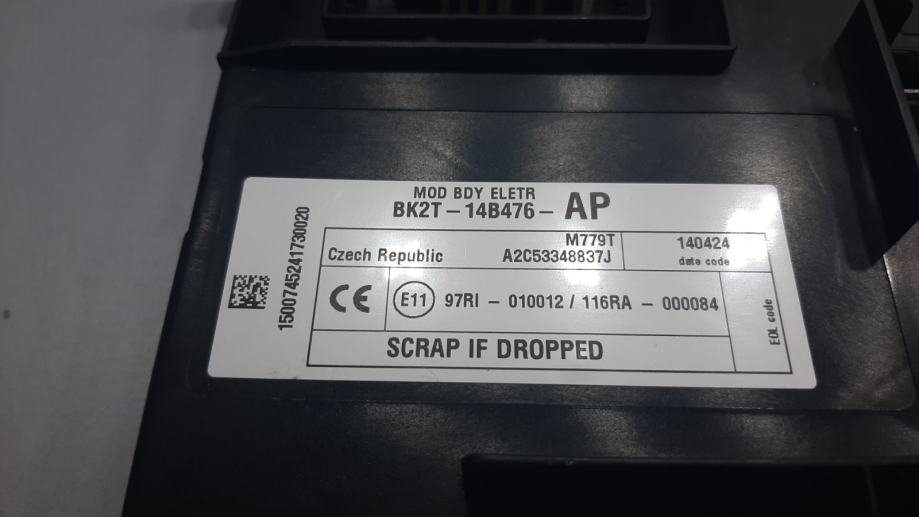 MOD BDY ELETR
BK2T-14B476- AP
M779T
Czech Republic A2C53348837J
140424
date code
CE E11 97RI - 010012 / 116RA - 000084
EOL code
SCRAP IF DROPPED
1500745241730020